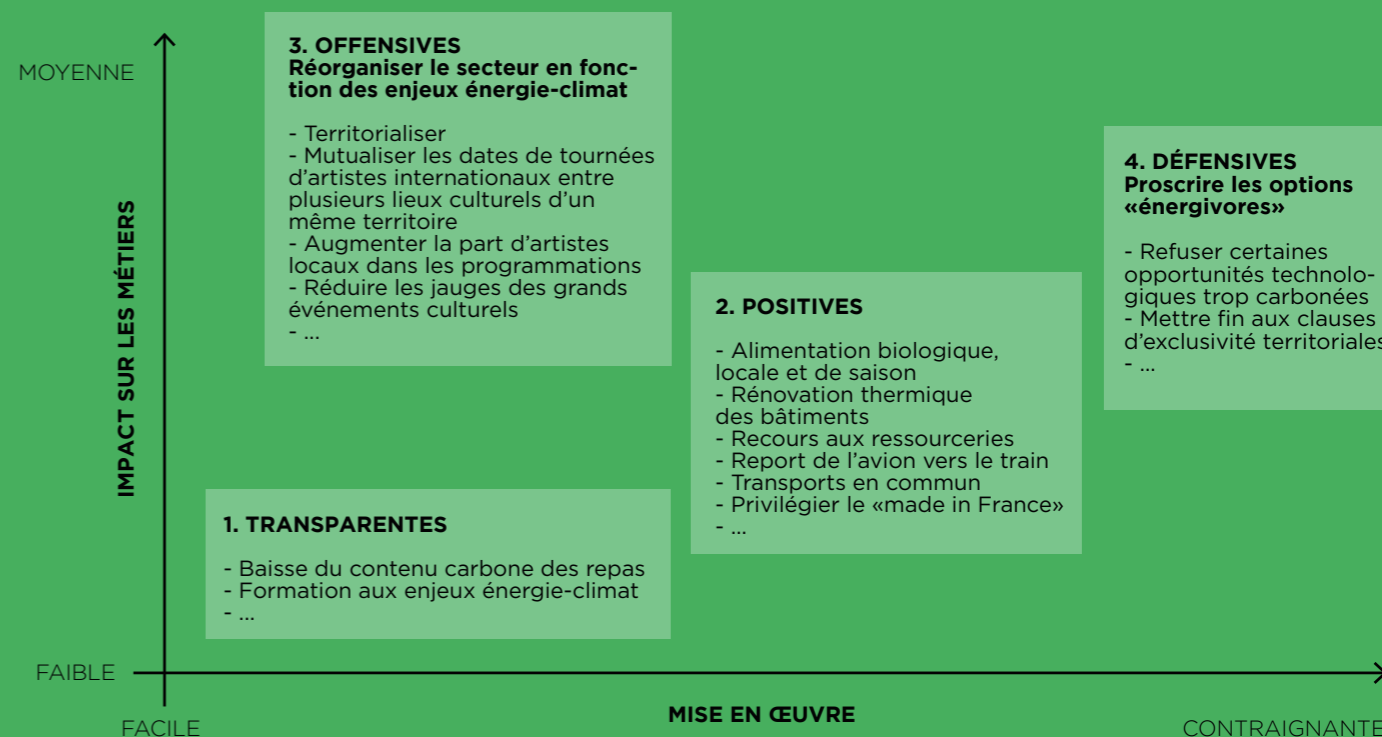 MOYENNE
IMPACT SUR LES MÉTIERS
FAIBLE
3. OFFENSIVES
Réorganiser le secteur en fonc-
tion des enjeux énergie-climat
- Territorialiser
- Mutualiser les dates de tournées
d’artistes internationaux entre
plusieurs lieux culturels d’un
même territoire
- Augmenter la part d’artistes
locaux dans les programmations
- Réduire les jauges des grands
événements culturels
- ...
4. DÉFENSIVES
Proscrire les options
«énergivores»
- Refuser certaines
opportunités technolo-
giques trop carbonées
- Mettre fin aux clauses
d’exclusivité territoriales
- ...
2. POSITIVES
- Alimentation biologique,
locale et de saison
- Rénovation thermique
des bâtiments
- Recours aux ressourceries
- Report de l’avion vers le train
- Transports en commun
- Privilégier le «made in France»
- ...
1. TRANSPARENTES
- Baisse du contenu carbone des repas
- Formation aux enjeux énergie-climat
- ...
FACILE
MISE EN ŒUVRE
CONTRAIGNANTE